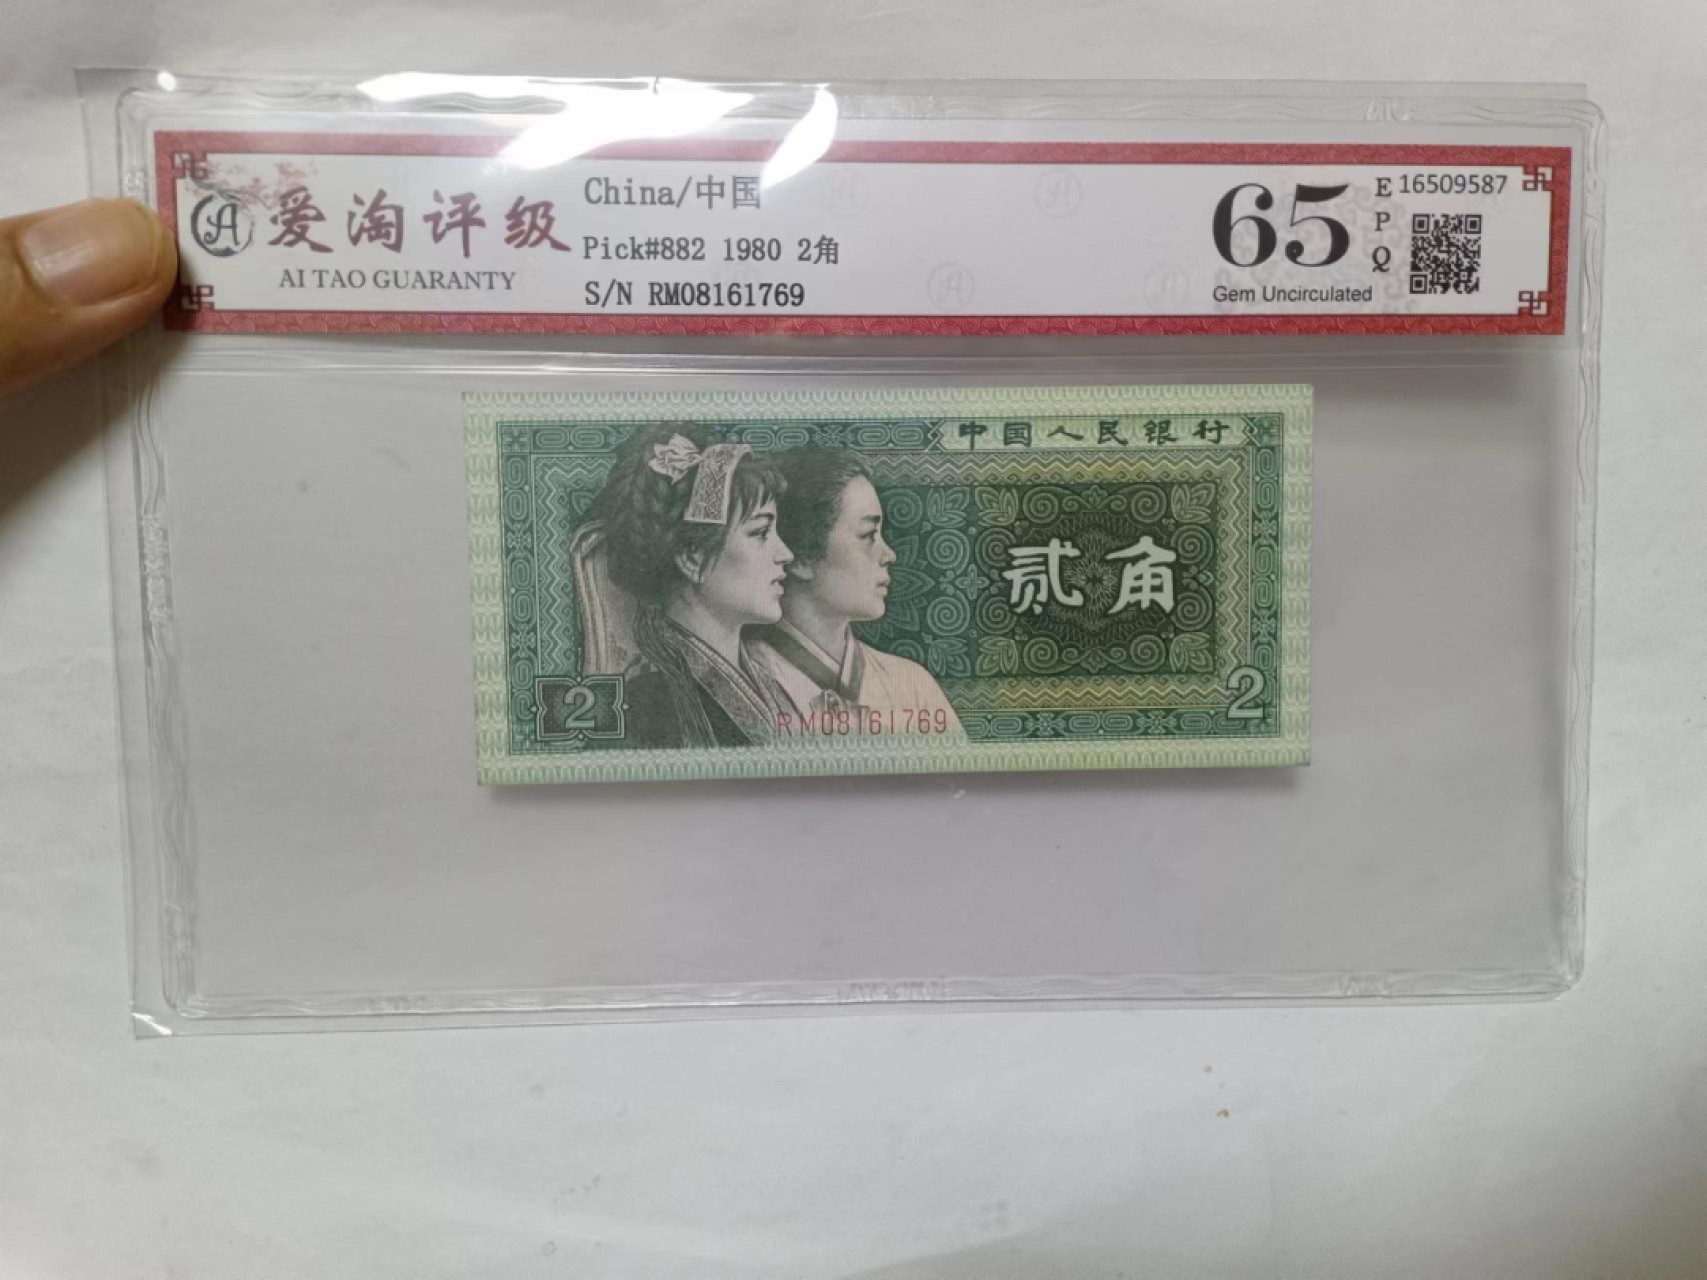 爱淘评级
AI TAO GUARANTY
China/中国
Pick#882 1980 2角
S/N RM08161769
65
EPQ
Gem Uncirculated
16509587
中国人民银行
贰角
2
2
RM08161769